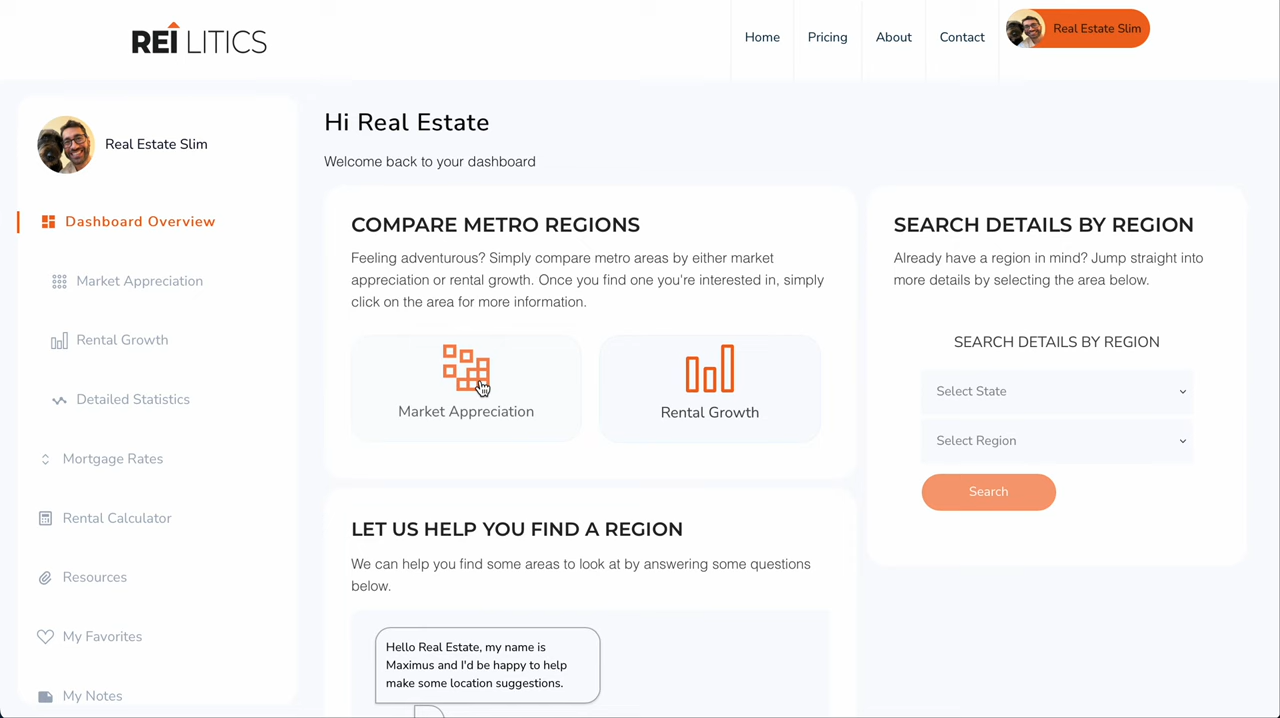 REI LITICS
Home
Pricing
About
Contact
Real Estate Slim
Real Estate Slim
Dashboard Overview
Market Appreciation
Rental Growth
Detailed Statistics
Mortgage Rates
Rental Calculator
Resources
My Favorites
My Notes
Hi Real Estate
Welcome back to your dashboard
COMPARE METRO REGIONS
Feeling adventurous? Simply compare metro areas by either market
appreciation or rental growth. Once you find one you're interested in, simply
click on the area for more information.
Market Appreciation
Rental Growth
LET US HELP YOU FIND A REGION
We can help you find some areas to look at by answering some questions
below.
Hello Real Estate, my name is
Maximus and I'd be happy to help
make some location suggestions.
SEARCH DETAILS BY REGION
Already have a region in mind? Jump straight into
more details by selecting the area below.
SEARCH DETAILS BY REGION
Select State
Select Region
Search